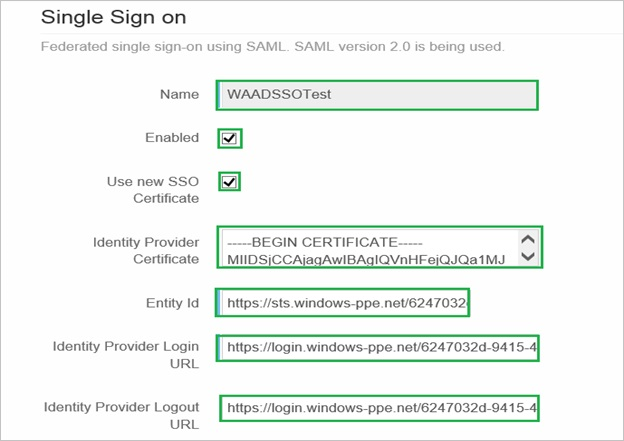 Single Sign on
Federated single sign-on using SAML. SAML version 2.0 is being used.
Name
WAADSSOTest
Enabled
Use new SSO
Certificate
Identity Provider
Certificate
-----BEGIN CERTIFICATE-----
MIIDSjCCAjagAwIBAgIQVnHFejQJQa1MJ
Entity Id
https://sts.windows-ppe.net/6247032
Identity Provider Login
URL
https://login.windows-ppe.net/6247032d-9415-4
Identity Provider Logout
URL
https://login.windows-ppe.net/6247032d-9415-4